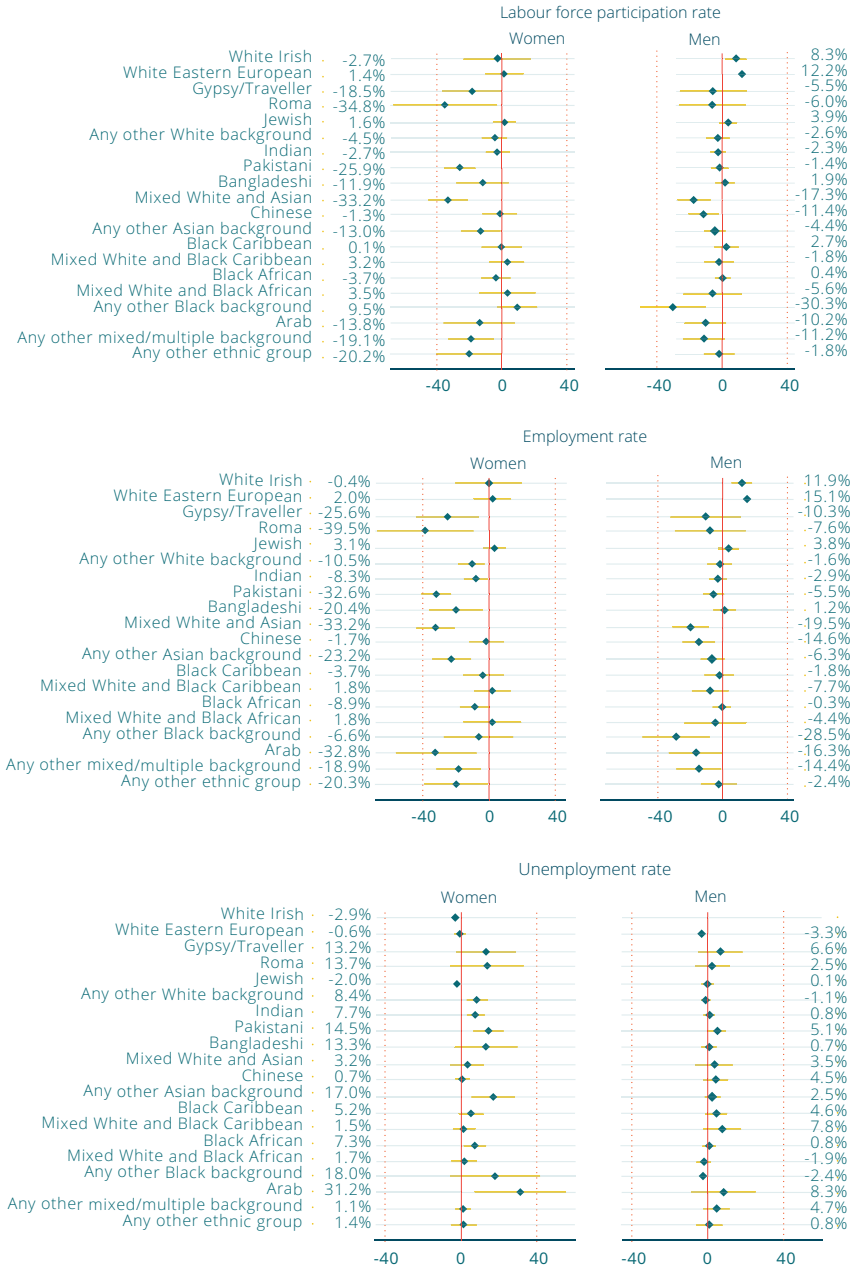 Labour force participation rate
Women Men
White Irish -2.7% 8.3%
White Eastern European 1.4% 12.2%
Gypsy/Traveller -18.5% -5.5%
Roma -34.8% -6.0%
Jewish 1.6% 3.9%
Any other White background -4.5% -2.6%
Indian -2.7% -2.3%
Pakistani -25.9% -1.4%
Bangladeshi -11.9% 1.9%
Mixed White and Asian -33.2% -17.3%
Chinese -1.3% -11.4%
Any other Asian background -13.0% -4.4%
Black Caribbean 0.1% 2.7%
Mixed White and Black Caribbean 3.2% -1.8%
Black African -3.7% 0.4%
Mixed White and Black African 3.5% -5.6%
Any other Black background 9.5% -30.3%
Arab -13.8% -10.2%
Any other mixed/multiple background -19.1% -11.2%
Any other ethnic group -20.2% -1.8%
-40 0 40 -40 0 40
Employment rate
Women Men
White Irish -0.4% 11.9%
White Eastern European 2.0% 15.1%
Gypsy/Traveller -25.6% -10.3%
Roma -39.5% -7.6%
Jewish 3.1% 3.8%
Any other White background -10.5% -1.6%
Indian -8.3% -2.9%
Pakistani -32.6% -5.5%
Bangladeshi -20.4% 1.2%
Mixed White and Asian -33.2% -19.5%
Chinese -1.7% -14.6%
Any other Asian background -23.2% -6.3%
Black Caribbean -3.7% -1.8%
Mixed White and Black Caribbean 1.8% -7.7%
Black African -8.9% -0.3%
Mixed White and Black African 1.8% -4.4%
Any other Black background -6.6% -28.5%
Arab -32.8% -16.3%
Any other mixed/multiple background -18.9% -14.4%
Any other ethnic group -20.3% -2.4%
-40 0 40 -40 0 40
Unemployment rate
Women Men
White Irish -2.9%
White Eastern European -0.6% -3.3%
Gypsy/Traveller 13.2% 6.6%
Roma 13.7% 2.5%
Jewish -2.0% 0.1%
Any other White background 8.4% -1.1%
Indian 7.7% 0.8%
Pakistani 14.5% 5.1%
Bangladeshi 13.3% 0.7%
Mixed White and Asian 3.2% 3.5%
Chinese 0.7% 4.5%
Any other Asian background 17.0% 2.5%
Black Caribbean 5.2% 4.6%
Mixed White and Black Caribbean 1.5% 7.8%
Black African 7.3% 0.8%
Mixed White and Black African 1.7% -1.9%
Any other Black background 18.0% -2.4%
Arab 31.2% 8.3%
Any other mixed/multiple background 1.1% 4.7%
Any other ethnic group 1.4% 0.8%
-40 0 40 -40 0 40